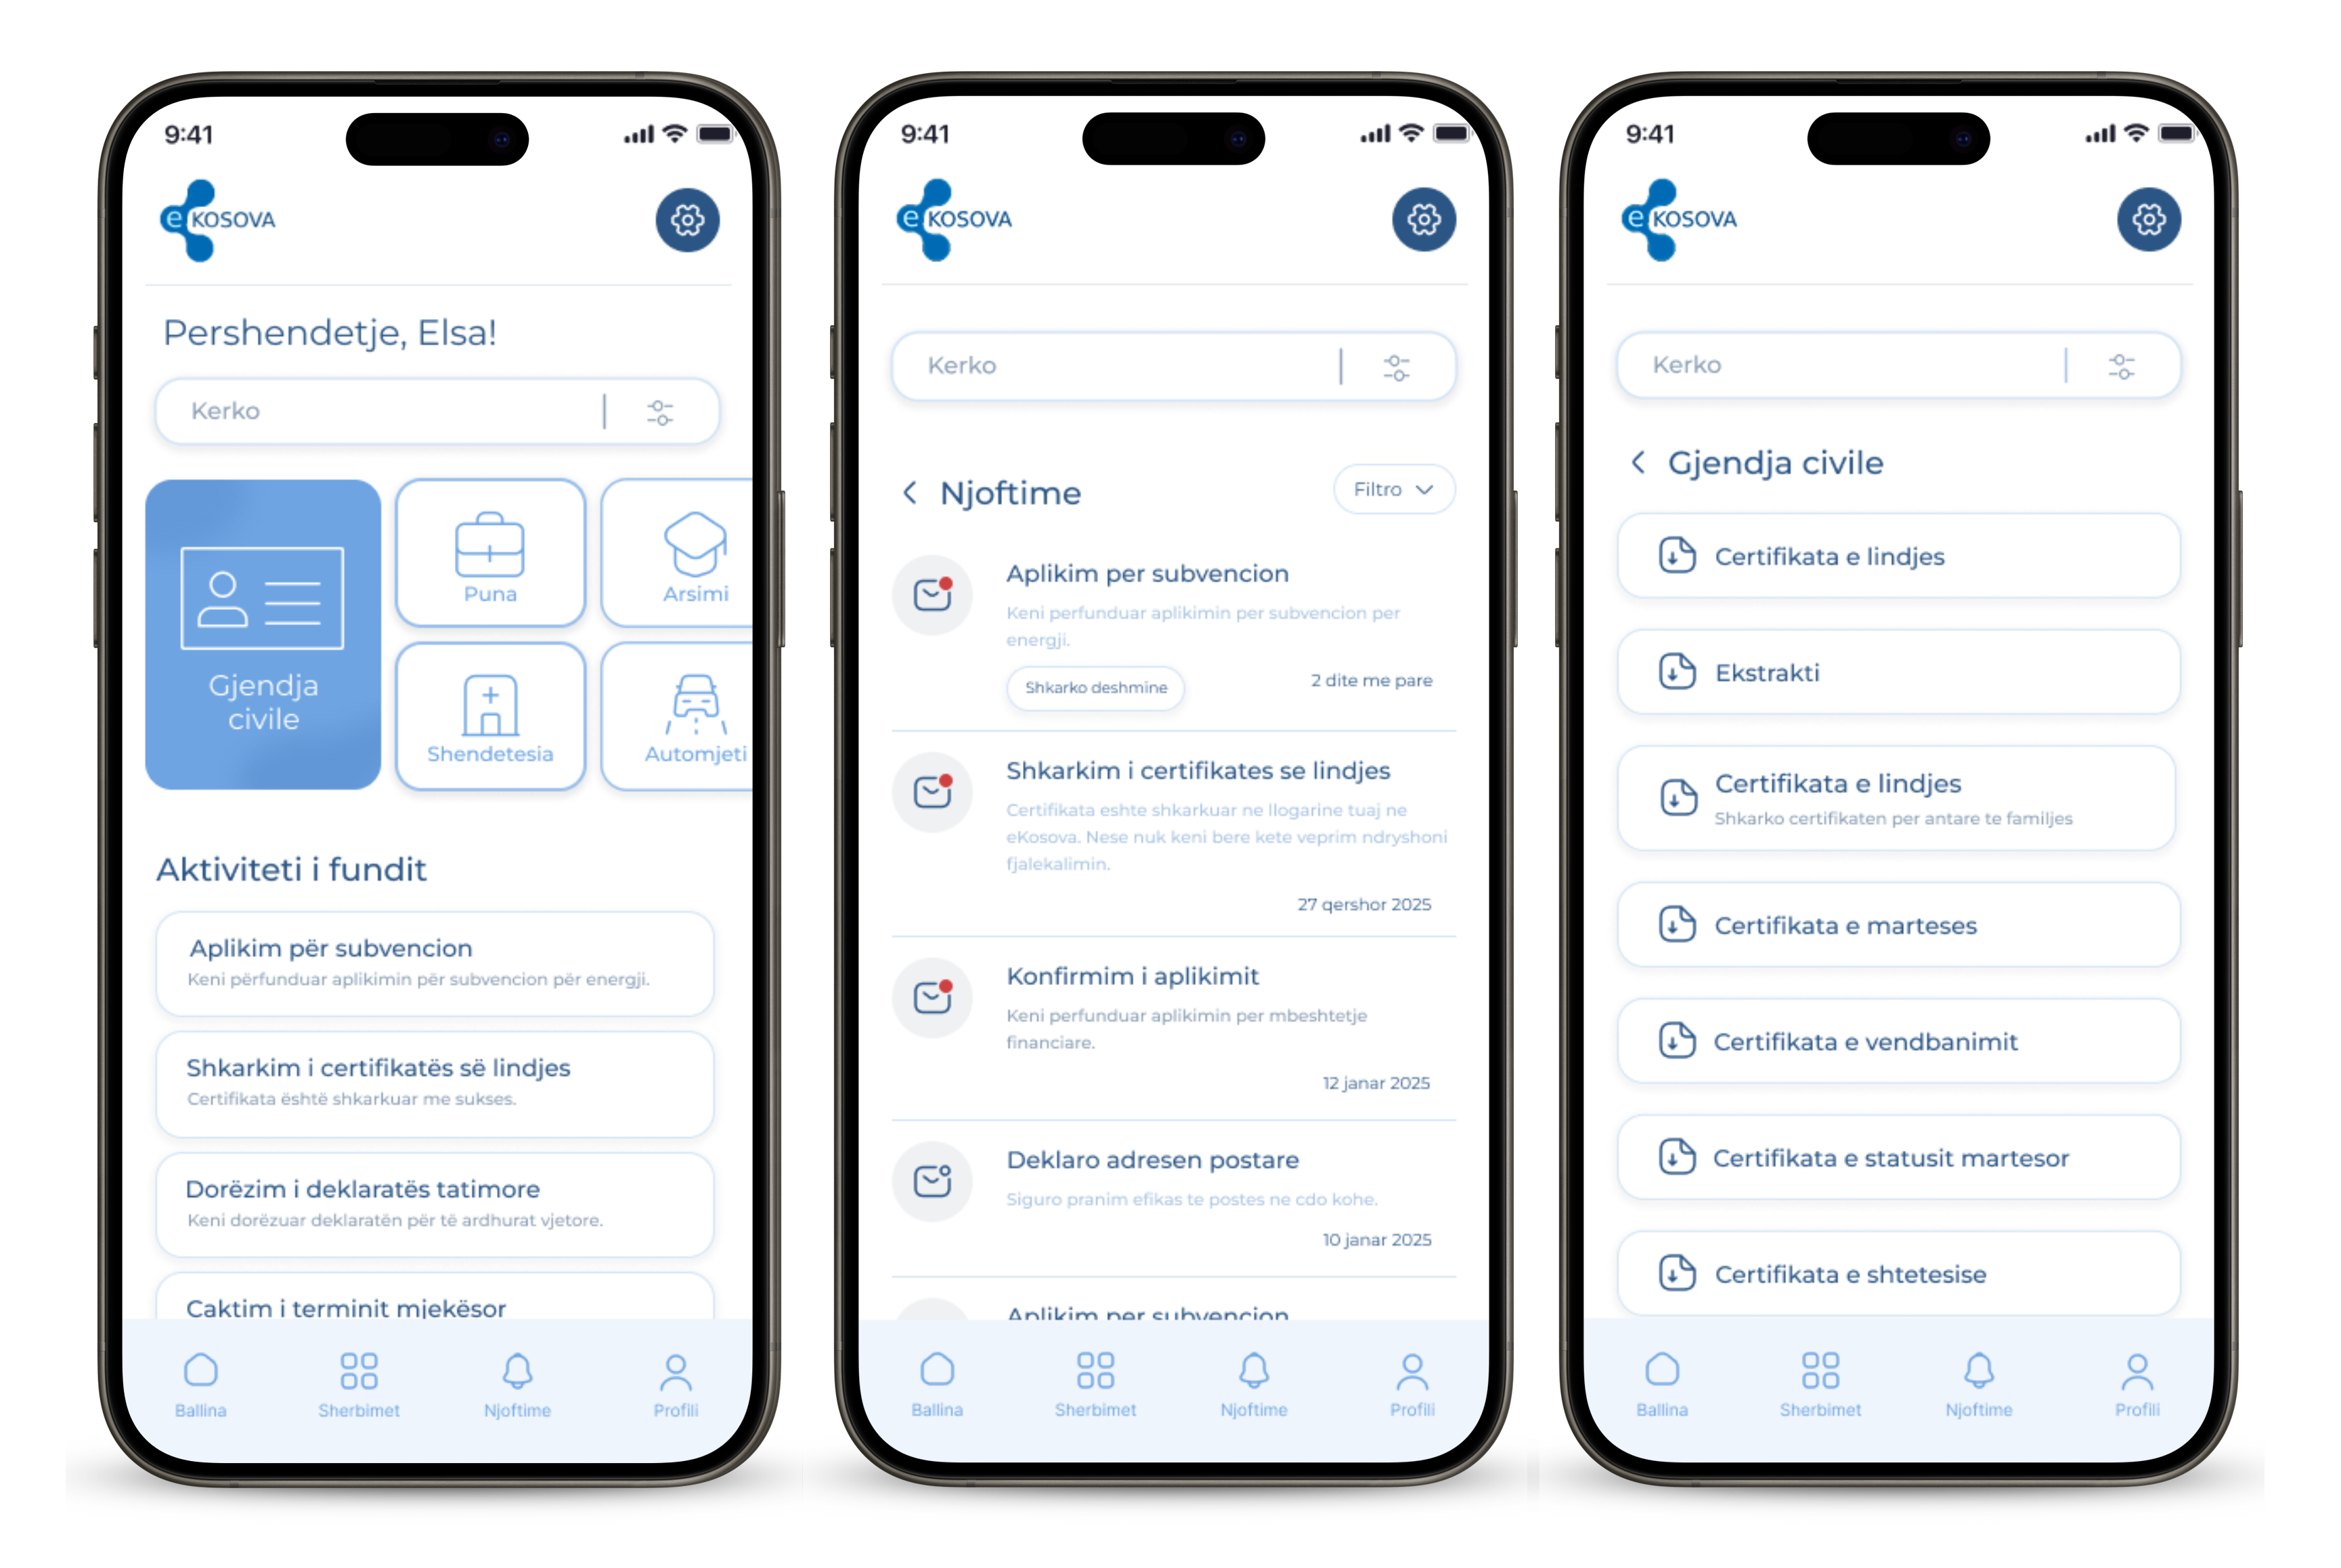 9:41
e KOSOVA
Pershendetje, Elsa!
Kerko
Gjendja
civile
Puna
Arsimi
Shendetesia
Automjeti
Aktiviteti i fundit
Aplikim për subvencion
Keni përfunduar aplikimin për subvencion për energji.
Shkarkim i certifikatës së lindjes
Certifikata është shkarkuar me sukses.
Dorëzim i deklaratës tatimore
Keni dorëzuar deklaratën për të ardhurat vjetore.
Caktim i terminit mjekësor
Ballina
Sherbimet
Njoftime
Profili
9:41
e KOSOVA
Kerko
Njoftime
Filtro
Aplikim per subvencion
Keni perfunduar aplikimin per subvencion per
energji.
Shkarko deshmine
2 dite me pare
Shkarkim i certifikates se lindjes
Certifikata eshte shkarkuar ne llogarine tuaj ne
eKosova. Nese nuk keni bere kete veprim ndryshoni
fjalekalimin.
27 qershor 2025
Konfirmim i aplikimit
Keni perfunduar aplikimin per mbeshtetje
financiare.
12 janar 2025
Deklaro adresen postare
Siguro pranim efikas te postes ne cdo kohe.
10 janar 2025
Aplikim per subvencion
Ballina
Sherbimet
Njoftime
Profili
9:41
e KOSOVA
Kerko
Gjendja civile
Certifikata e lindjes
Ekstrakti
Certifikata e lindjes
Shkarko certifikaten per antare te familjes
Certifikata e marteses
Certifikata e vendbanimit
Certifikata e statusit martesor
Certifikata e shtetesise
Ballina
Sherbimet
Njoftime
Profili